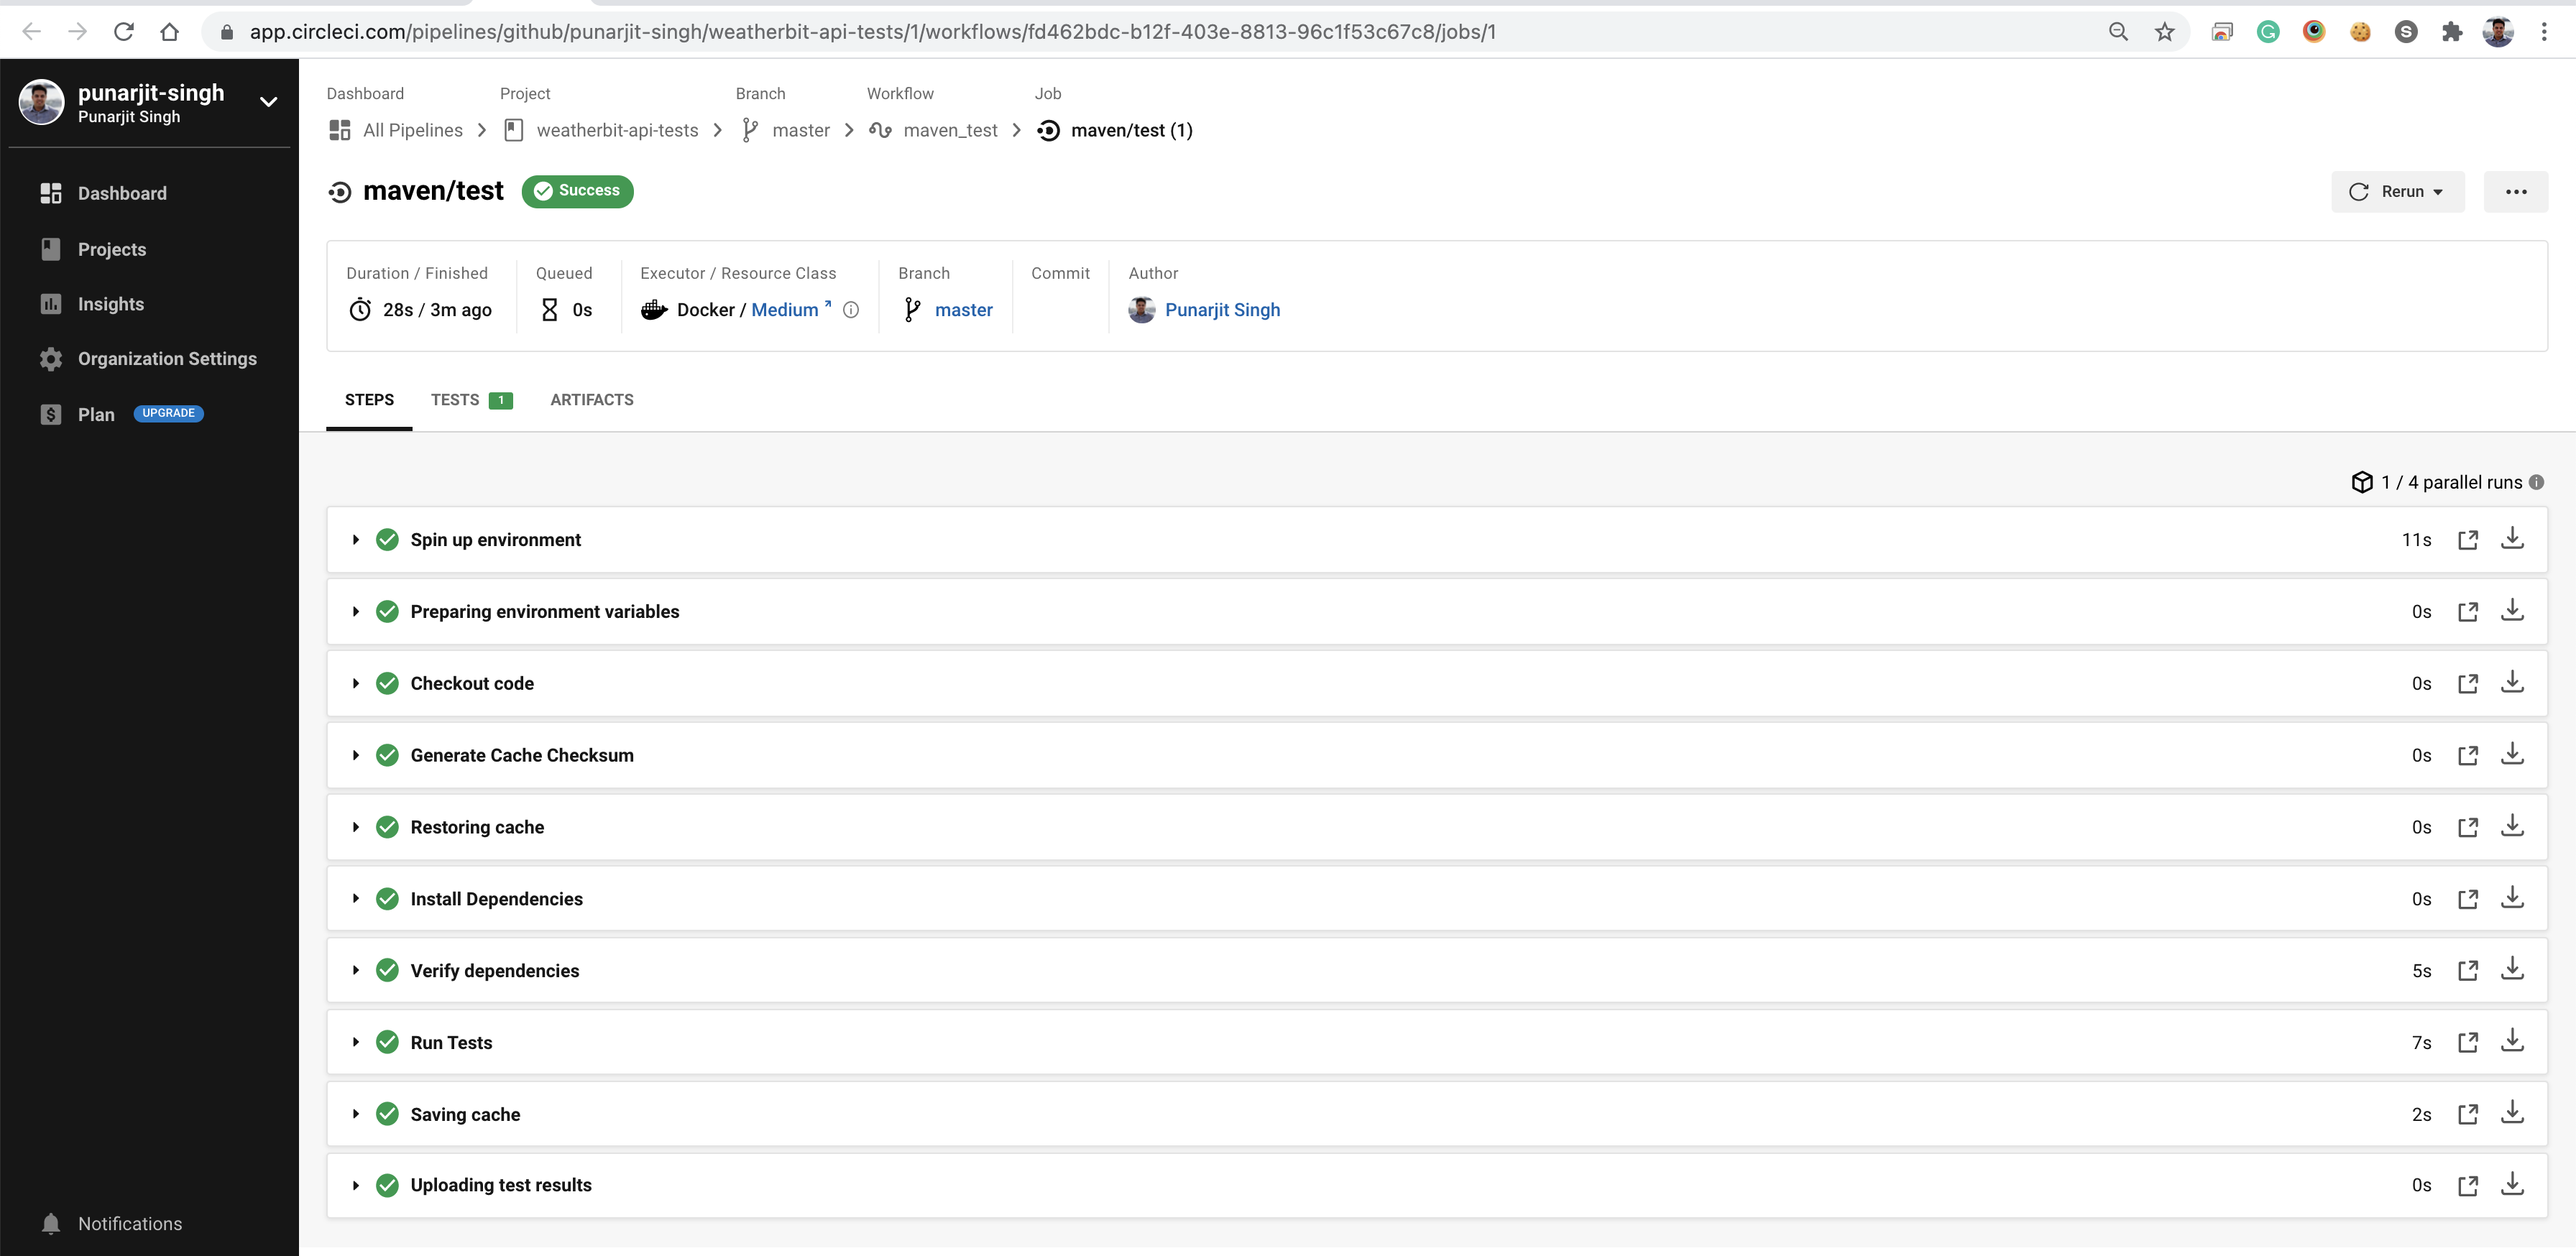 app.circleci.com/pipelines/github/punarjit-singh/weatherbit-api-tests/1/workflows/fd462bdc-b12f-403e-8813-96c1f53c67c8/jobs/1
punarjit-singh
Punarjit Singh
Dashboard
Projects
Insights
Organization Settings
Plan UPGRADE
Notifications
Dashboard Project Branch Workflow Job
All Pipelines weatherbit-api-tests master maven_test maven/test (1)
maven/test Success Rerun
Duration / Finished Queued Executor / Resource Class Branch Commit Author
28s / 3m ago 0s Docker / Medium master Punarjit Singh
STEPS TESTS 1 ARTIFACTS
1 / 4 parallel runs
Spin up environment 11s
Preparing environment variables 0s
Checkout code 0s
Generate Cache Checksum 0s
Restoring cache 0s
Install Dependencies 0s
Verify dependencies 5s
Run Tests 7s
Saving cache 2s
Uploading test results 0s